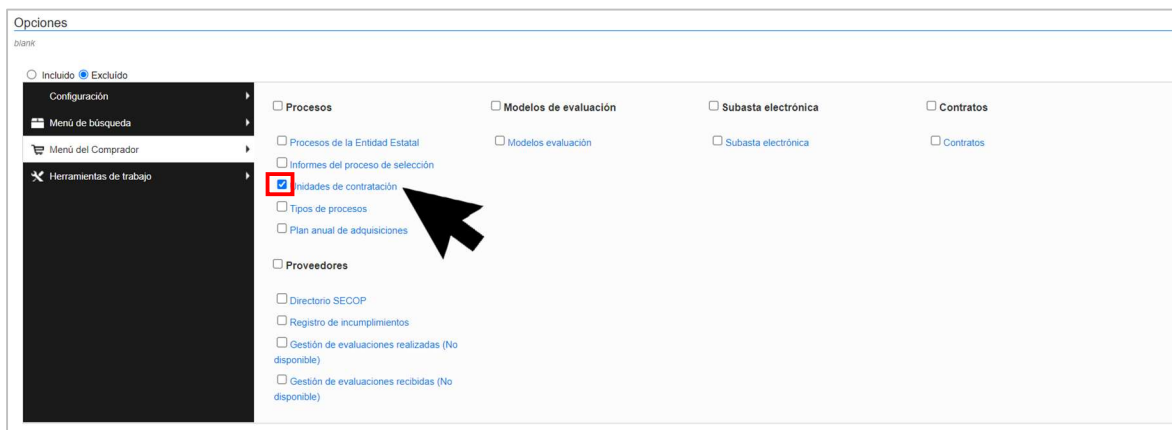 Opciones
blank
Incluido Excluído
Configuración
Menú de búsqueda
Menú del Comprador
Herramientas de trabajo
Procesos
Procesos de la Entidad Estatal
Informes del proceso de selección
Unidades de contratación
Tipos de procesos
Plan anual de adquisiciones
Proveedores
Directorio SECOP
Registro de incumplimientos
Gestión de evaluaciones realizadas (No
disponible)
Gestión de evaluaciones recibidas (No
disponible)
Modelos de evaluación
Modelos evaluación
Subasta electrónica
Subasta electrónica
Contratos
Contratos